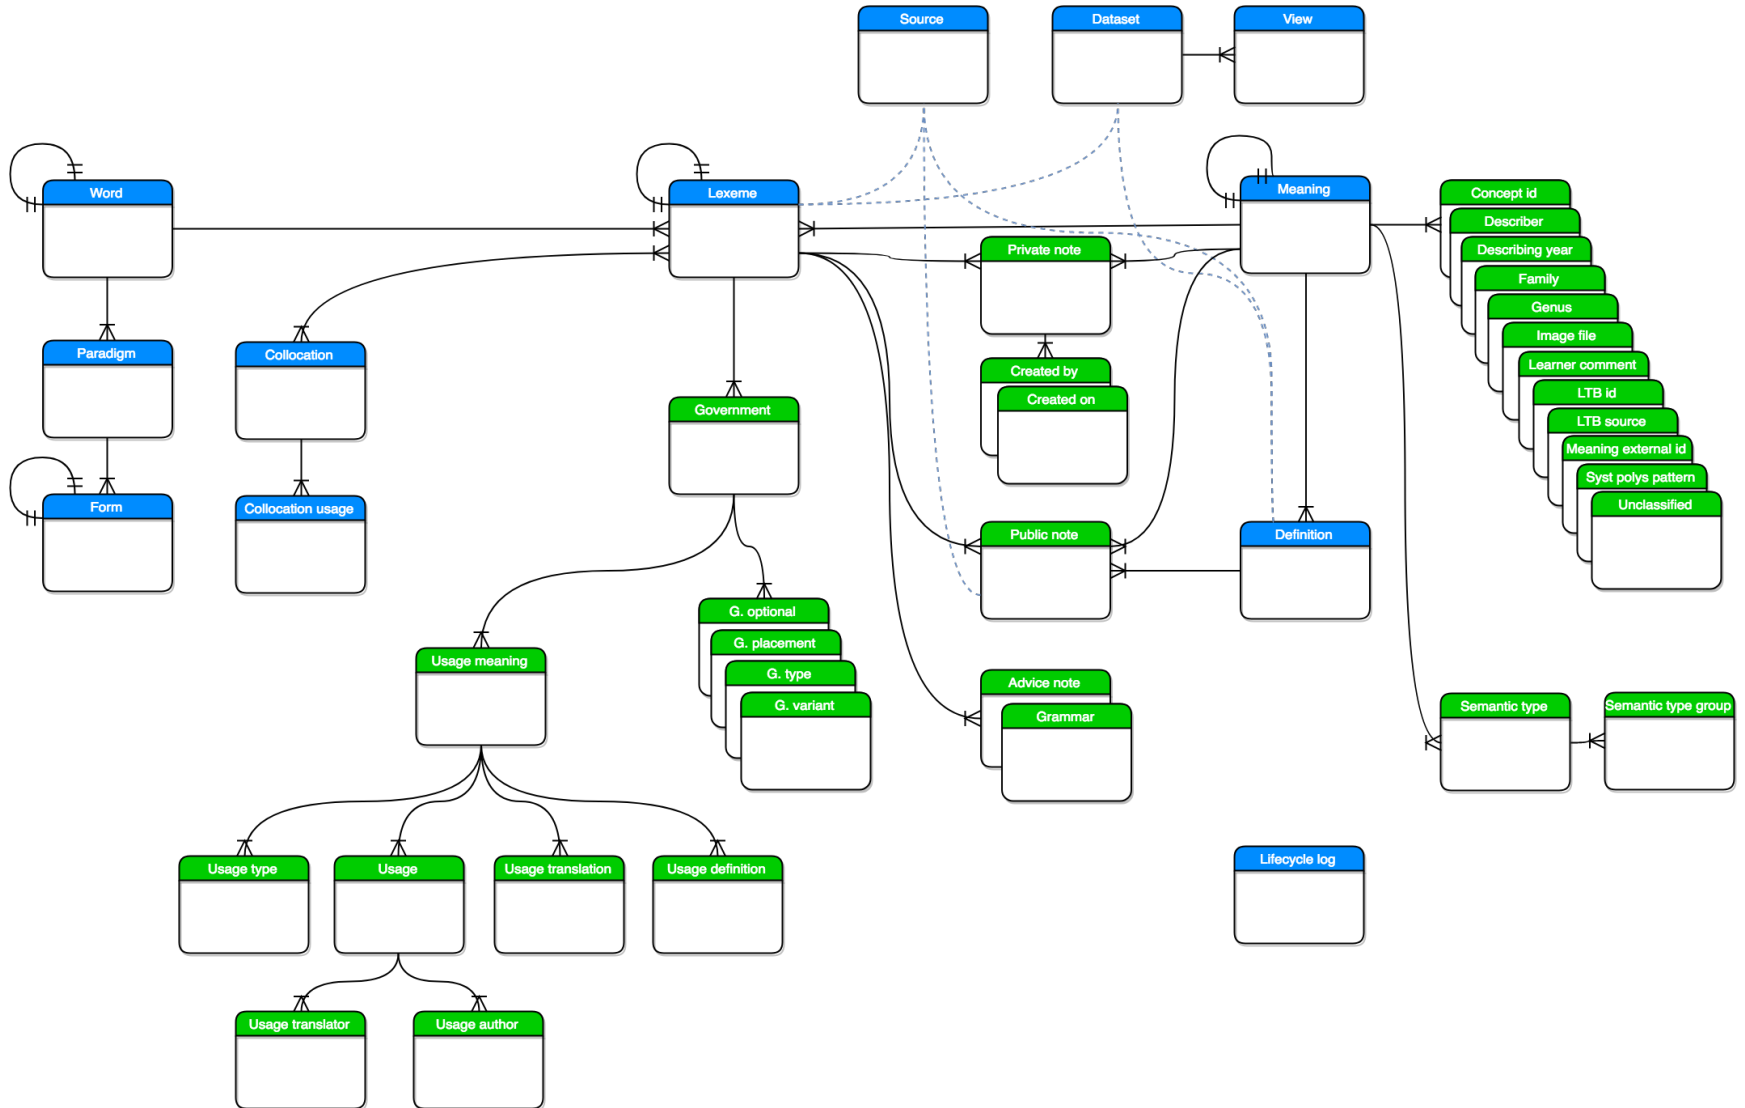 Source
Dataset
View
Word
Lexeme
Meaning
Concept id
Describer
Describing year
Family
Genus
Image file
Learner comment
LTB id
LTB source
Meaning external id
Syst polys pattern
Unclassified
Private note
Created by
Created on
Paradigm
Collocation
Government
Form
Collocation usage
Public note
Definition
G. optional
G. placement
G. type
G. variant
Usage meaning
Advice note
Grammar
Semantic type
Semantic type group
Usage type
Usage
Usage translation
Usage definition
Lifecycle log
Usage translator
Usage author